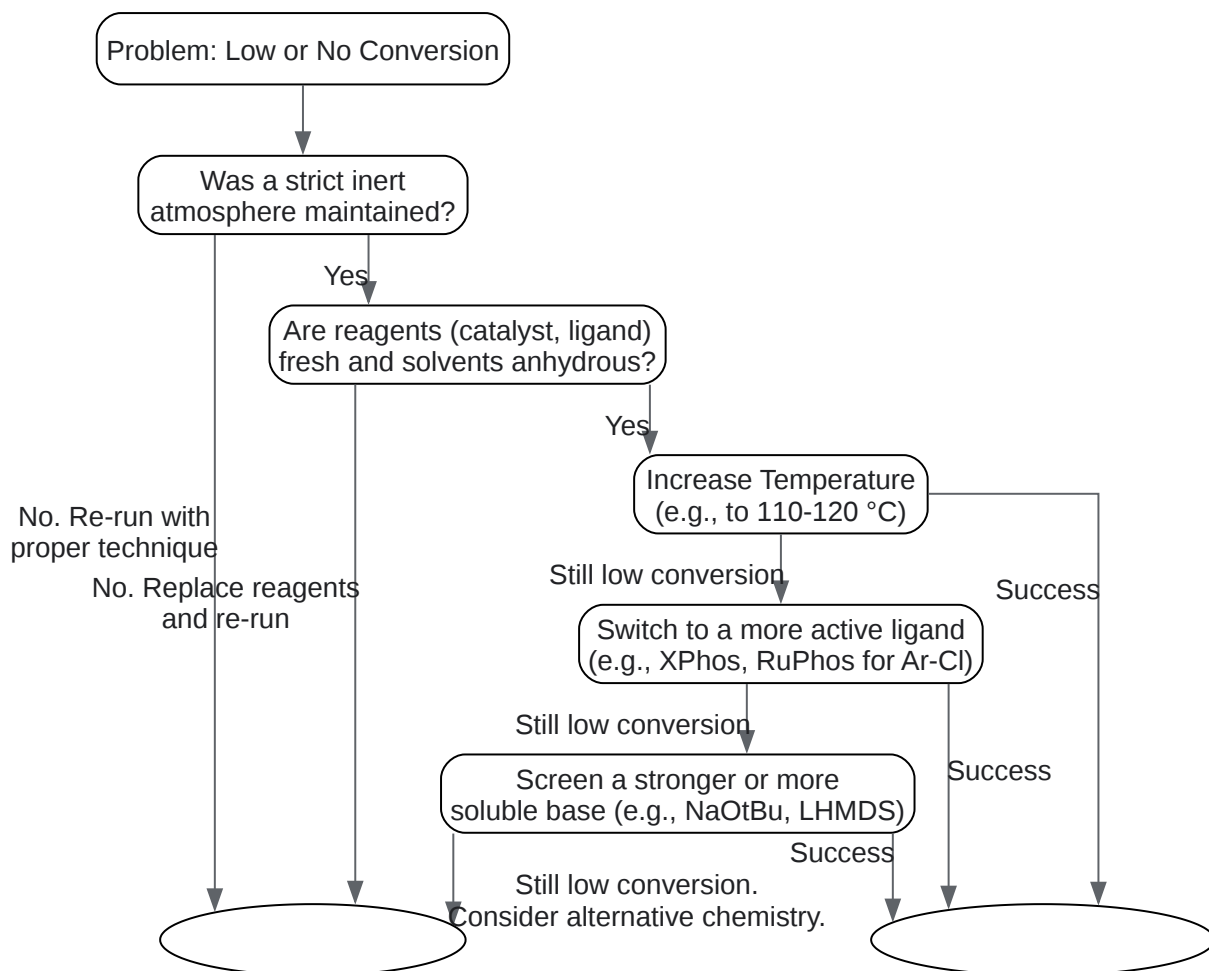 Problem: Low or No Conversion
Was a strict inert
atmosphere maintained?
Yes
Are reagents (catalyst, ligand)
fresh and solvents anhydrous?
Yes
Increase Temperature
(e.g., to 110-120 °C)
No. Re-run with
proper technique
Still low conversion
No. Replace reagents
and re-run
Success
Switch to a more active ligand
(e.g., XPhos, RuPhos for Ar-Cl)
Still low conversion
Success
Screen a stronger or more
soluble base (e.g., NaOtBu, LHMDS)
Success
Still low conversion.
Consider alternative chemistry.